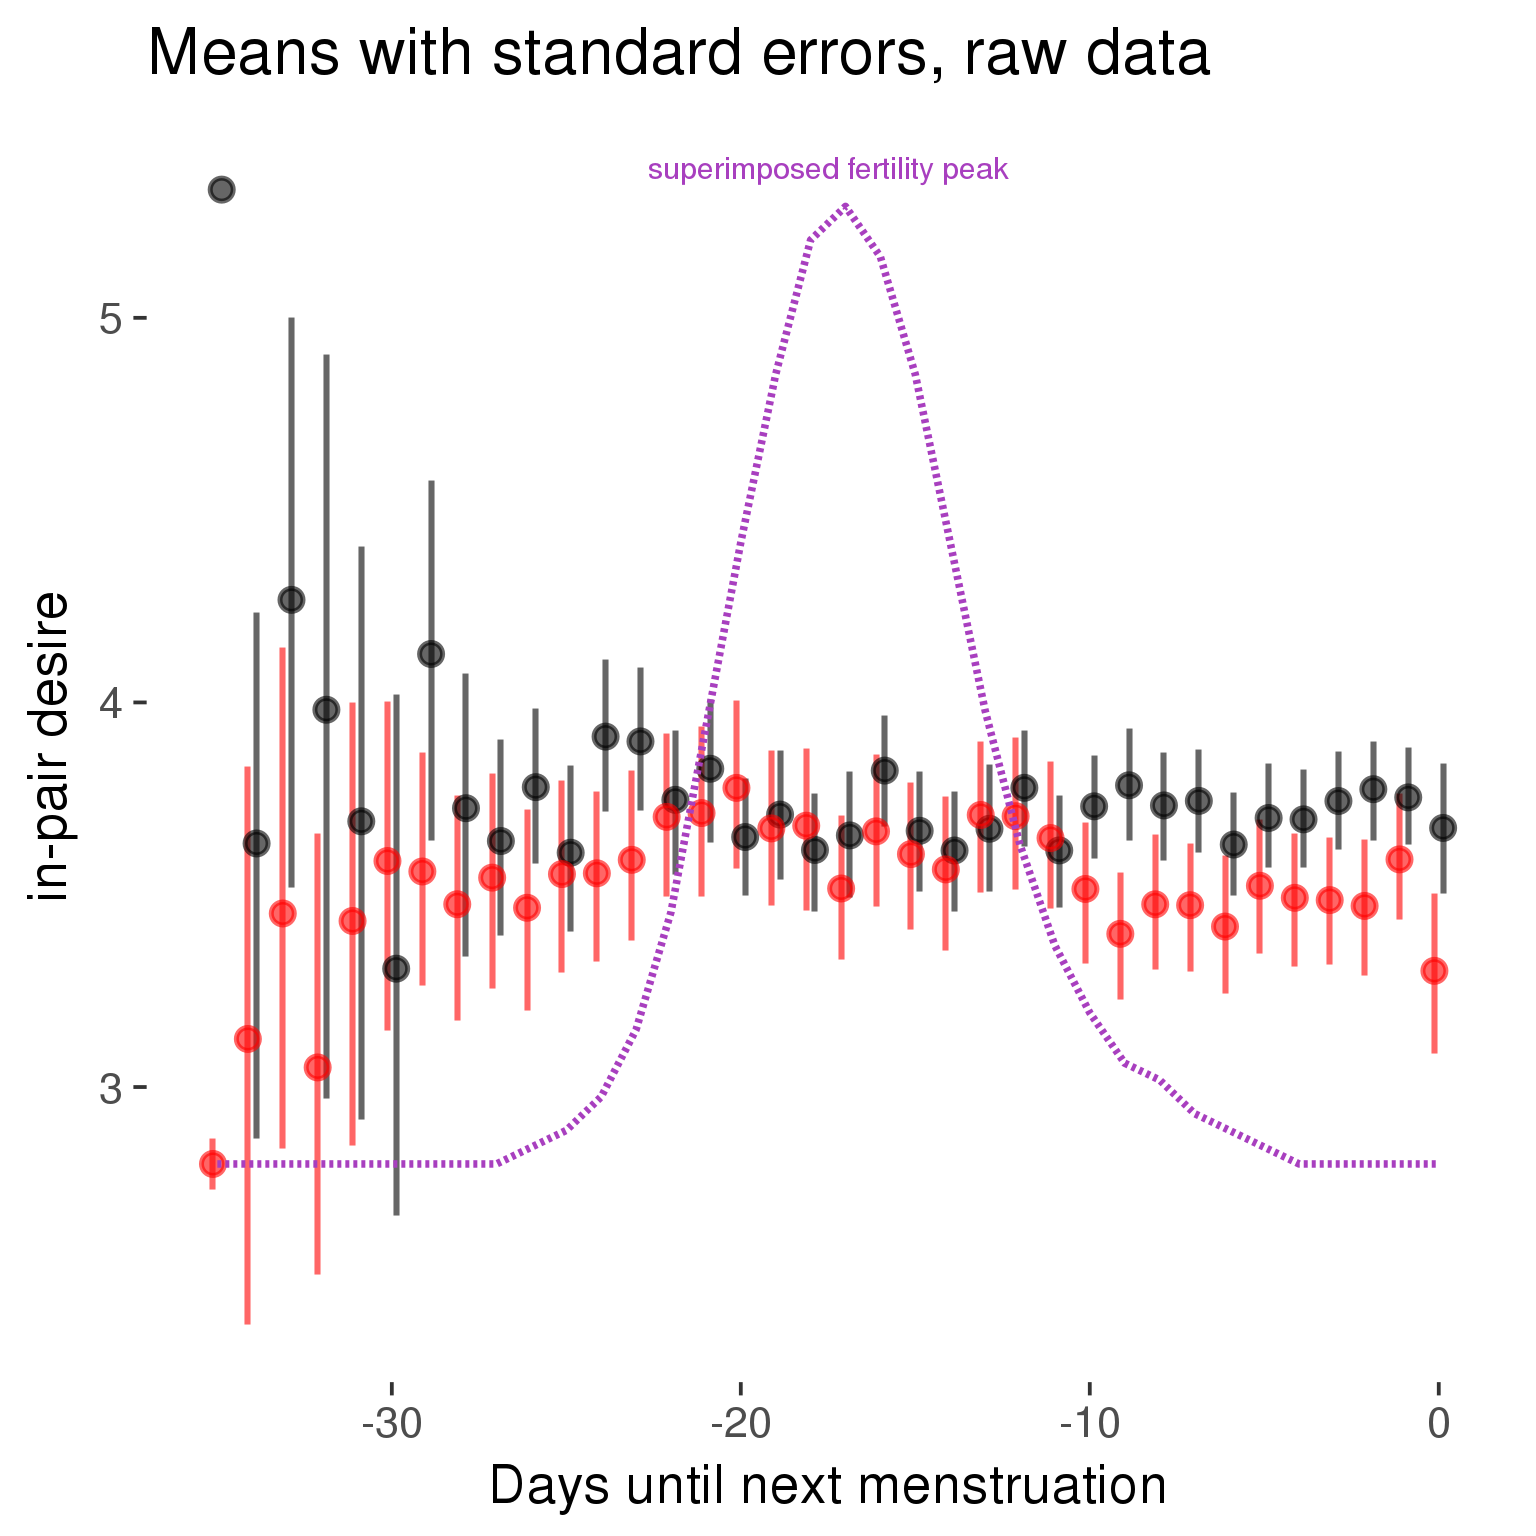 Means with standard errors, raw data
superimposed fertility peak
5
4
3
in-pair desire
-30
-20
-10
0
Days until next menstruation